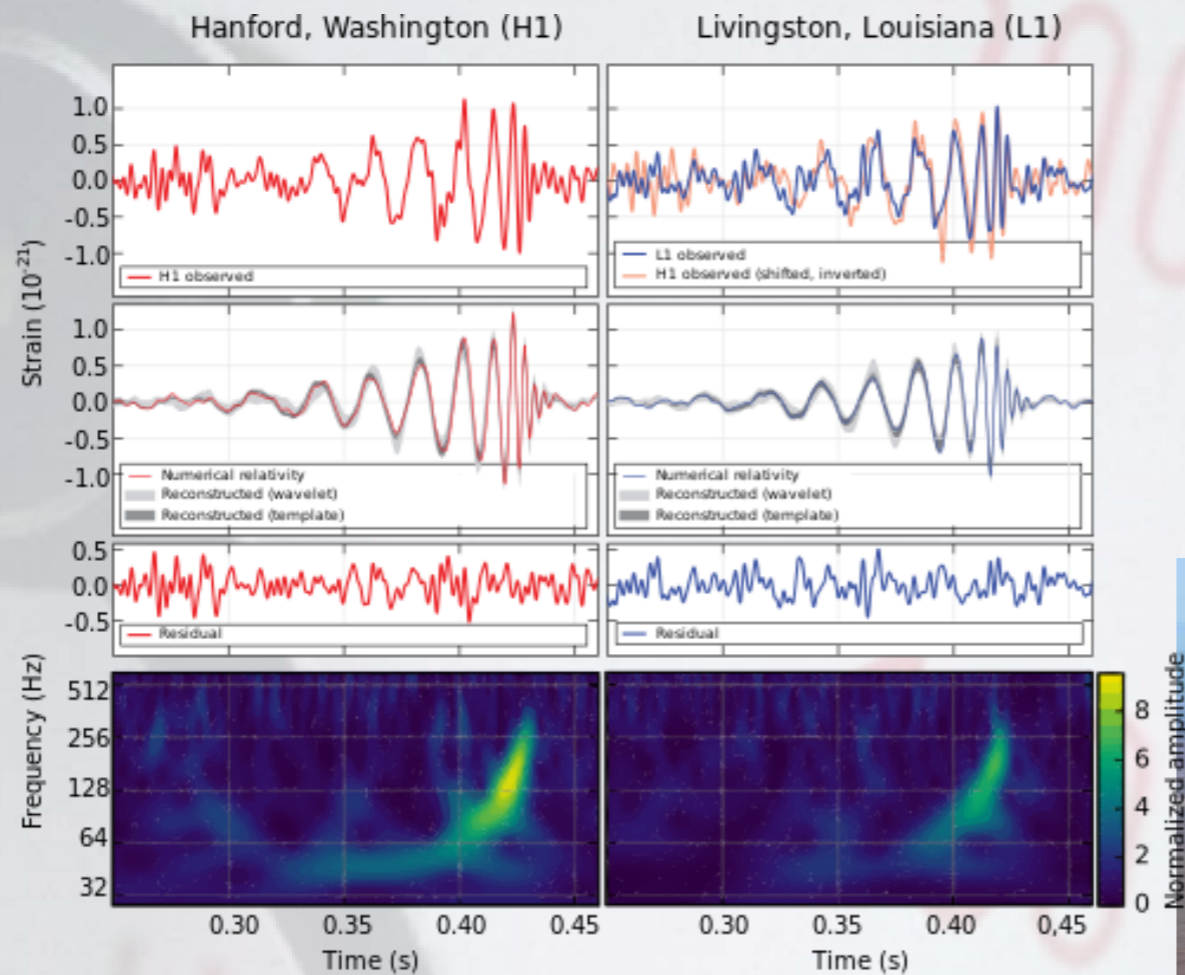 Hanford, Washington (H1)
Livingston, Louisiana (L1)
Strain (10-21)
1.0
0.5
0.0
-0.5
-1.0
H1 observed
L1 observed
H1 observed (shifted, inverted)
1.0
0.5
0.0
-0.5
-1.0
Numerical relativity
Reconstructed (wavelet)
Reconstructed (template)
Numerical relativity
Reconstructed (wavelet)
Reconstructed (template)
0.5
0.0
-0.5
Residual
Residual
Frequency (Hz)
512
256
128
64
32
8
6
4
2
0
Normalized amplitude
0.30 0.35 0.40 0.45
0.30 0.35 0.40 0,45
Time (s)
Time (s)